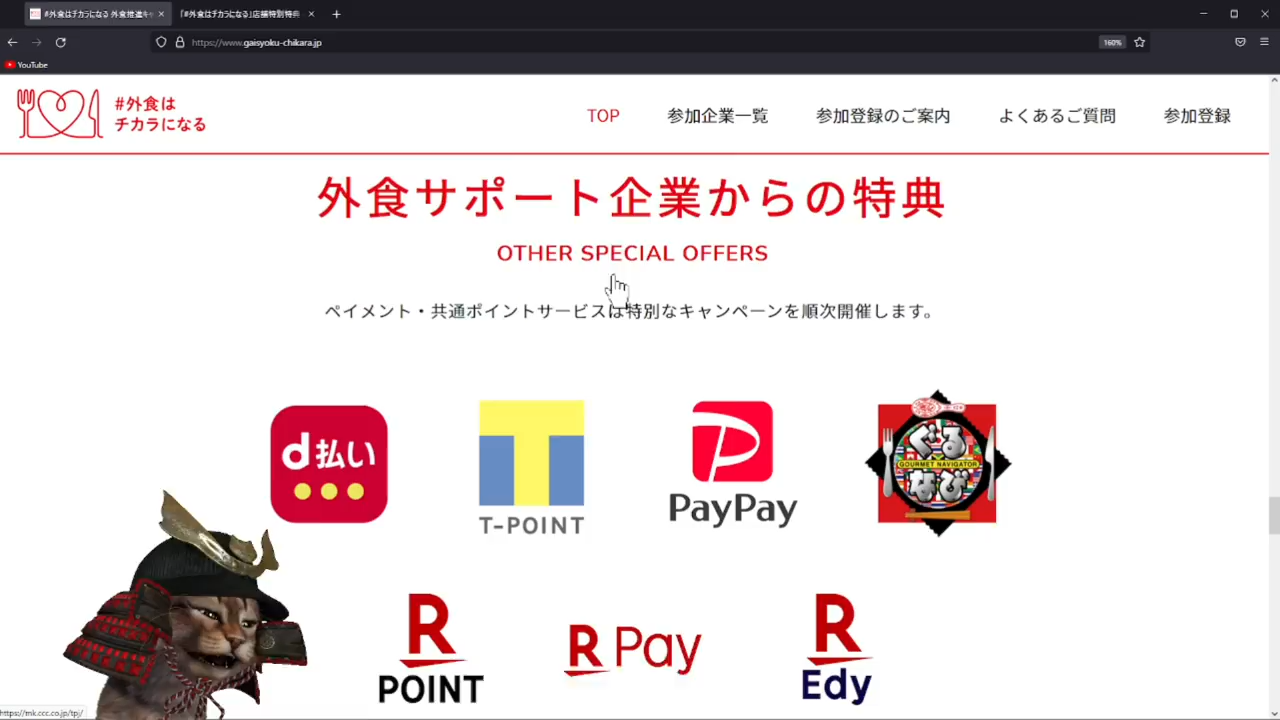 #外食はチカラになる 外食推進キャ
「#外食はチカラになる」店舗特別特典
https://www.gaisyoku-chikara.jp
160%
YouTube
#外食は
チカラになる
TOP
参加企業一覧
参加登録のご案内
よくあるご質問
参加登録
外食サポート企業からの特典
OTHER SPECIAL OFFERS
ペイメント・共通ポイントサービスは特別なキャンペーンを順次開催します。
d払い
T-POINT
PayPay
ぐる
GOURMET NAVIGATOR
なび
R
POINT
R Pay
R
Edy
https://mk.ccc.co.jp/tpj/